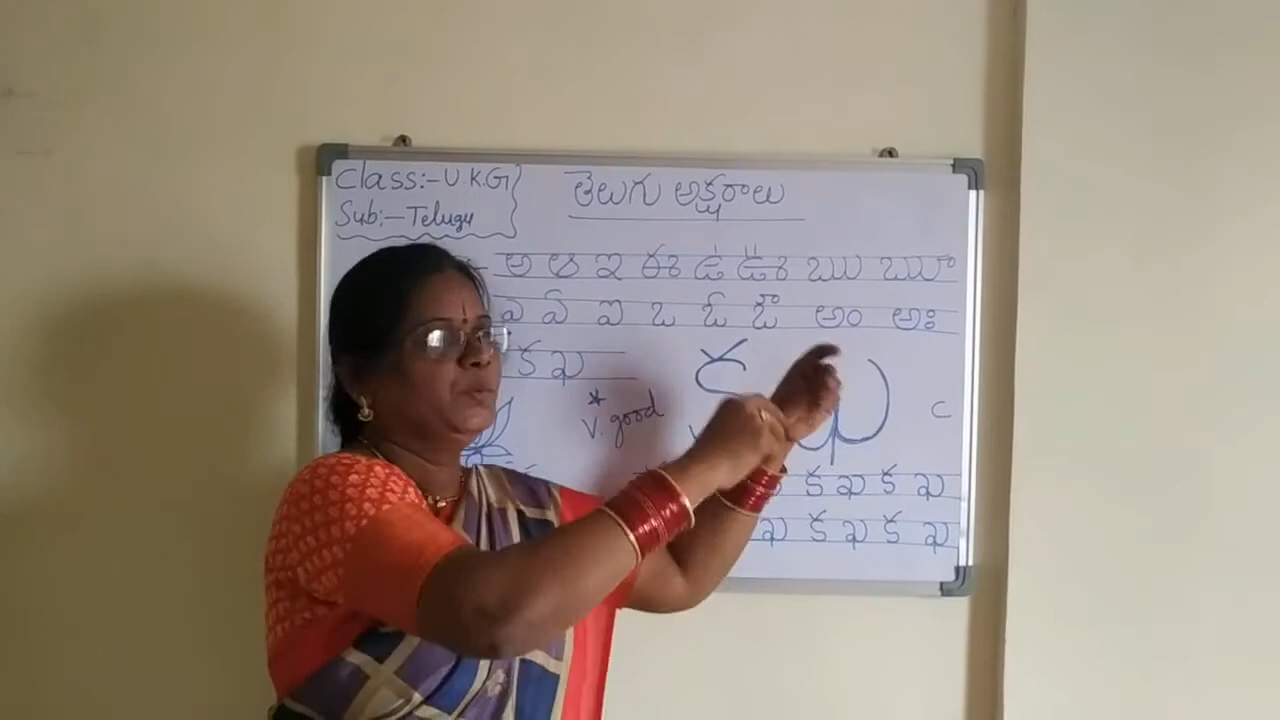 Class:- U.K.G
Sub:- Telugu
తెలుగు అక్షరాలు
అ ఆ ఇ ఈ ఉ ఊ ఋ ౠ
ఎ ఏ ఐ ఒ ఓ ఔ అం అః
క ఖ
క ఖ
V. good
c
క ఖ క ఖ
ఖ క ఖ క ఖ